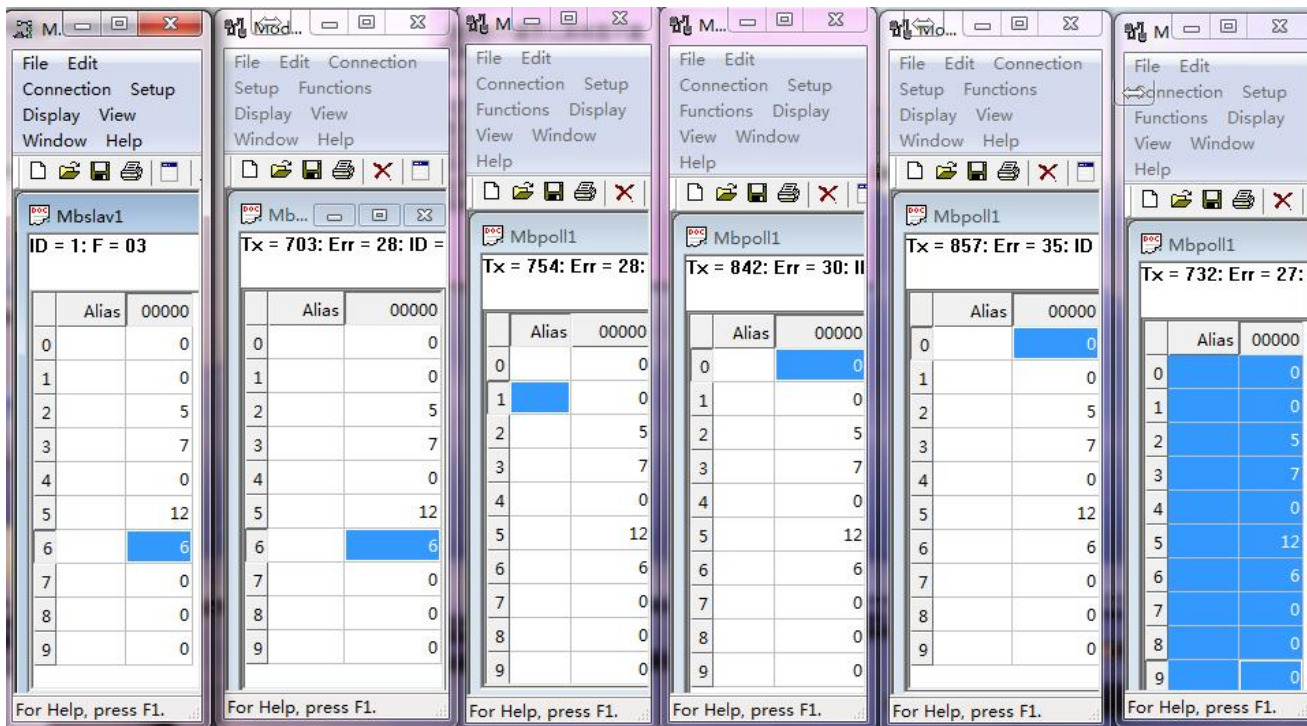 M.
File Edit
Connection Setup
Display View
Window Help
Mbslav1
ID = 1: F = 03
Alias 00000
0 0
1 0
2 5
3 7
4 0
5 12
6 6
7 0
8 0
9 0
For Help, press F1.
Mod...
File Edit Connection
Setup Functions
Display View
Window Help
Mb...
Tx = 703: Err = 28: ID =
Alias 00000
0 0
1 0
2 5
3 7
4 0
5 12
6 6
7 0
8 0
9 0
For Help, press F1.
M
File Edit
Connection Setup
Functions Display
View Window
Help
Mbpoll1
Tx = 754: Err = 28:
Alias 00000
0 0
1 0
2 5
3 7
4 0
5 12
6 6
7 0
8 0
9 0
For Help, press F1.
M...
File Edit
Connection Setup
Functions Display
View Window
Help
Mbpoll1
Tx = 842: Err = 30:
Alias 00000
0 0
1 0
2 5
3 7
4 0
5 12
6 6
7 0
8 0
9 0
For Help, press F1.
Mo...
File Edit Connection
Setup Functions
Display View
Window Help
Mbpoll1
Tx = 857: Err = 35: ID
Alias 00000
0 0
1 0
2 5
3 7
4 0
5 12
6 6
7 0
8 0
9 0
For Help, press F1.
M
File Edit
Connection Setup
Functions Display
View Window
Help
Mbpoll1
Tx = 732: Err = 27:
Alias 00000
0 0
1 0
2 5
3 7
4 0
5 12
6 6
7 0
8 0
9 0
For Help, press F1.